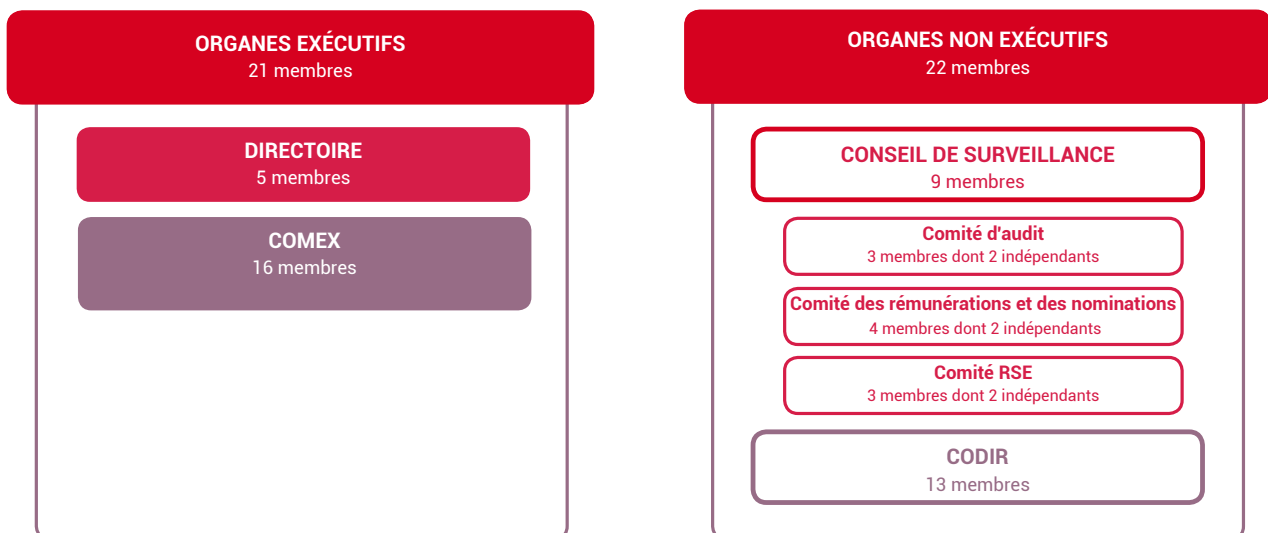 ORGANES EXÉCUTIFS
21 membres
DIRECTOIRE
5 membres
COMEX
16 membres
ORGANES NON EXÉCUTIFS
22 membres
CONSEIL DE SURVEILLANCE
9 membres
Comité d'audit
3 membres dont 2 indépendants
Comité des rémunérations et des nominations
4 membres dont 2 indépendants
Comité RSE
3 membres dont 2 indépendants
CODIR
13 membres